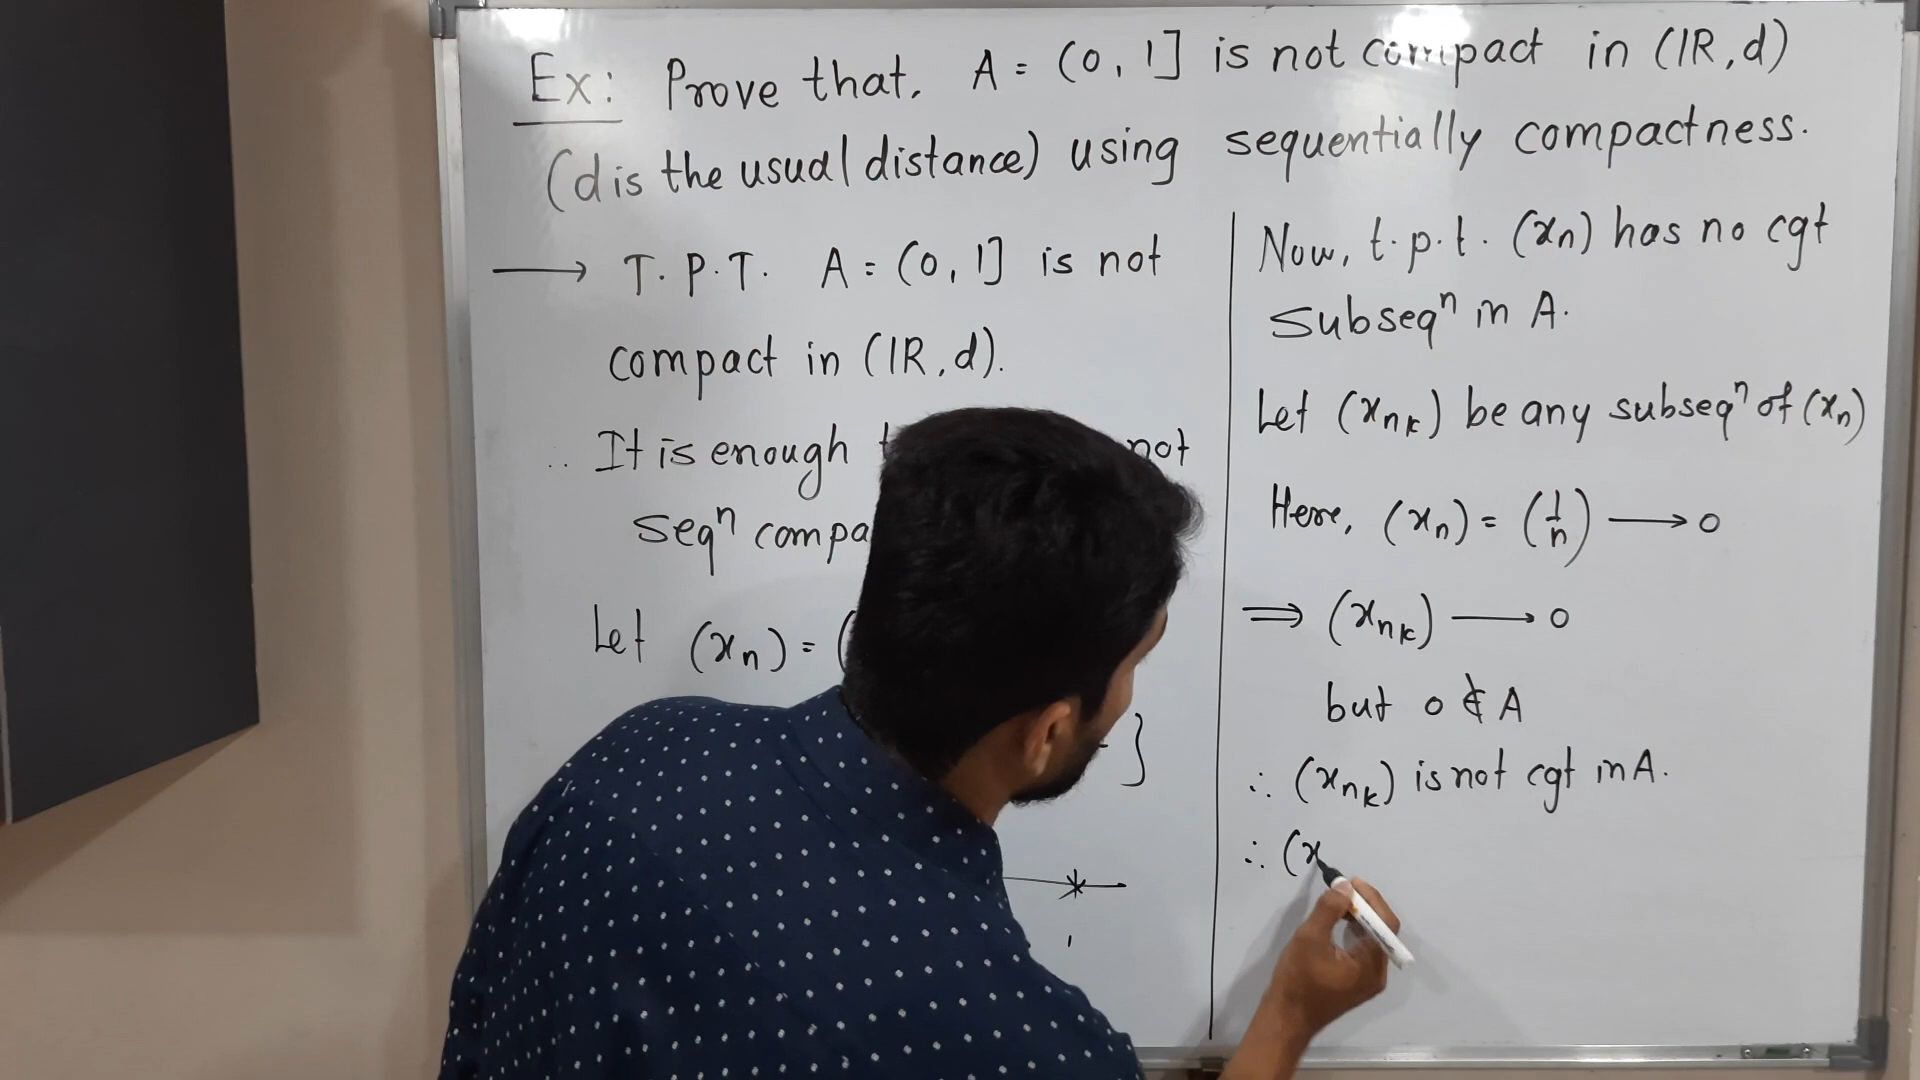 Ex: Prove that, A = (0, 1] is not compact in (IR, d)
(d is the usual distance) using sequentially compactness.
⟶ T. P. T. A = (0, 1] is not
compact in (IR, d).
It is enough not
seqⁿ compa
Let (xₙ) = (
}
1
Now, t. p. t. (xₙ) has no cgt
subseqⁿ in A.
Let (xₙₖ) be any subseqⁿ of (xₙ)
Here, (xₙ) = (1/n) ⟶ 0
⟹ (xₙₖ) ⟶ 0
but 0 ∉ A
∴ (xₙₖ) is not cgt in A.
∴ (x